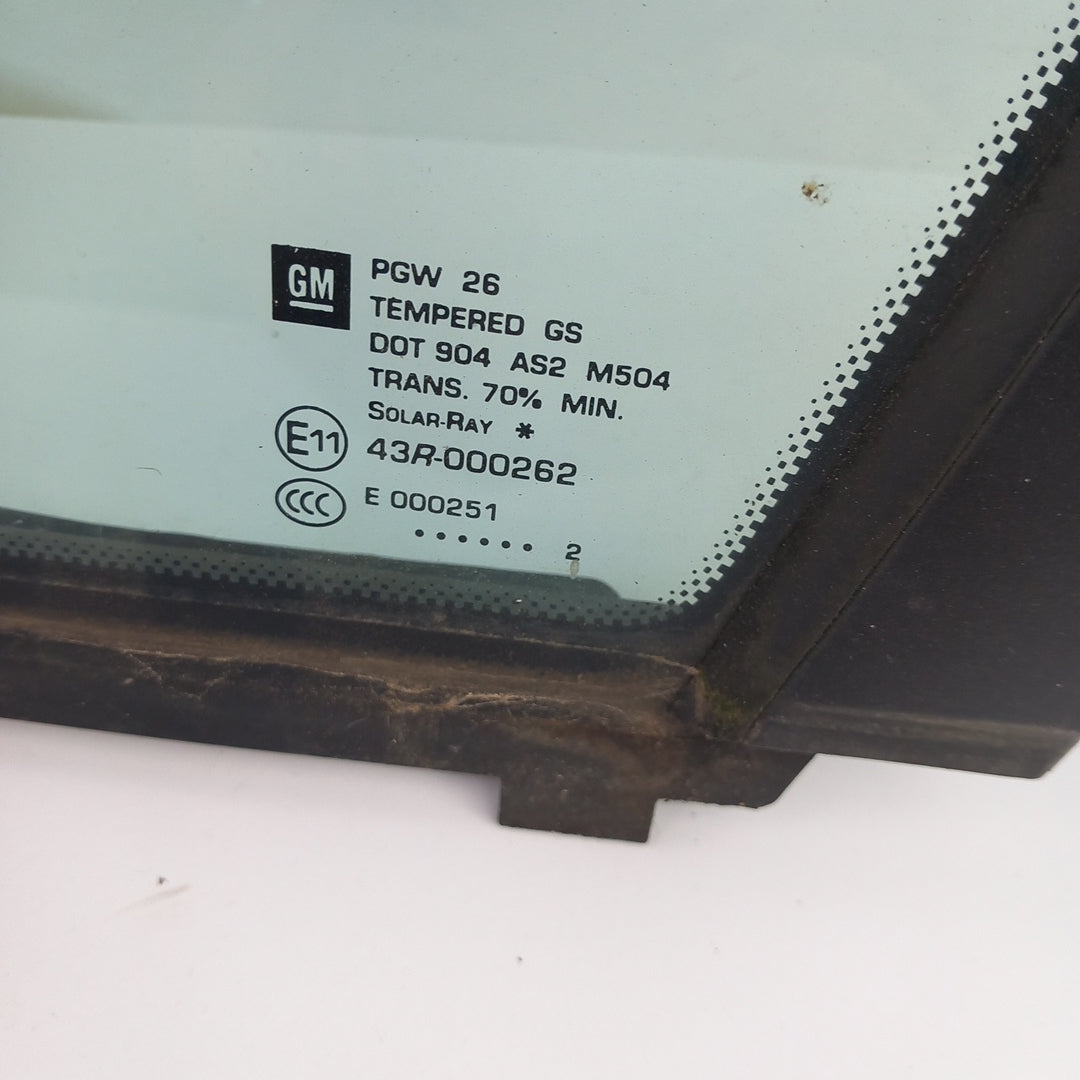 GM
PGW 26
TEMPERED GS
DOT 904 AS2 M504
TRANS. 70% MIN.
SOLAR-RAY *
E11 43R-000262
CCC E 000251
. . . . . . 2